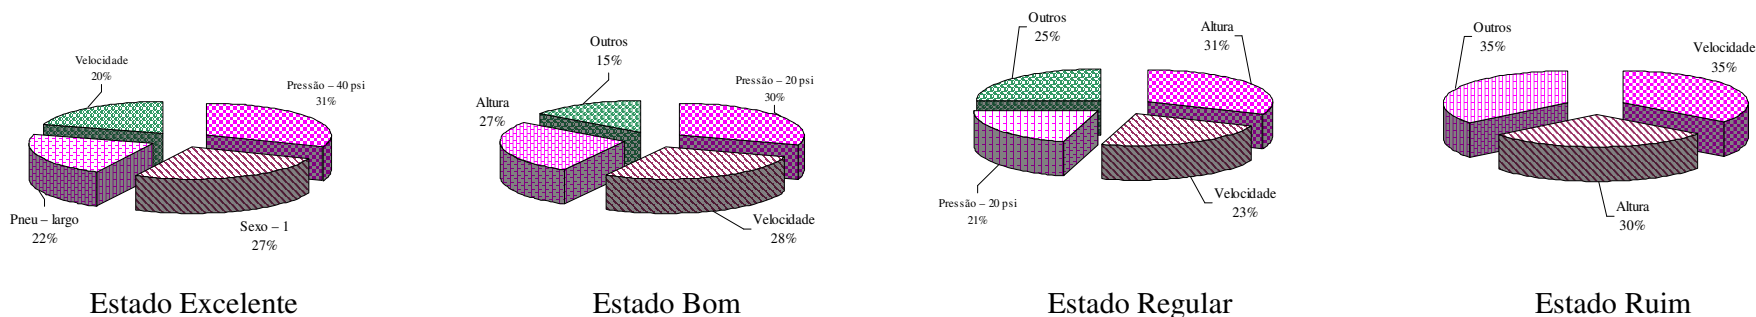 Velocidade
20%
Pressão – 40 psi
31%
Pneu – largo
22%
Sexo – 1
27%
Estado Excelente
Outros
15%
Pressão – 20 psi
30%
Altura
27%
Velocidade
28%
Estado Bom
Outros
25%
Altura
31%
Pressão – 20 psi
21%
Velocidade
23%
Estado Regular
Outros
35%
Velocidade
35%
Altura
30%
Estado Ruim